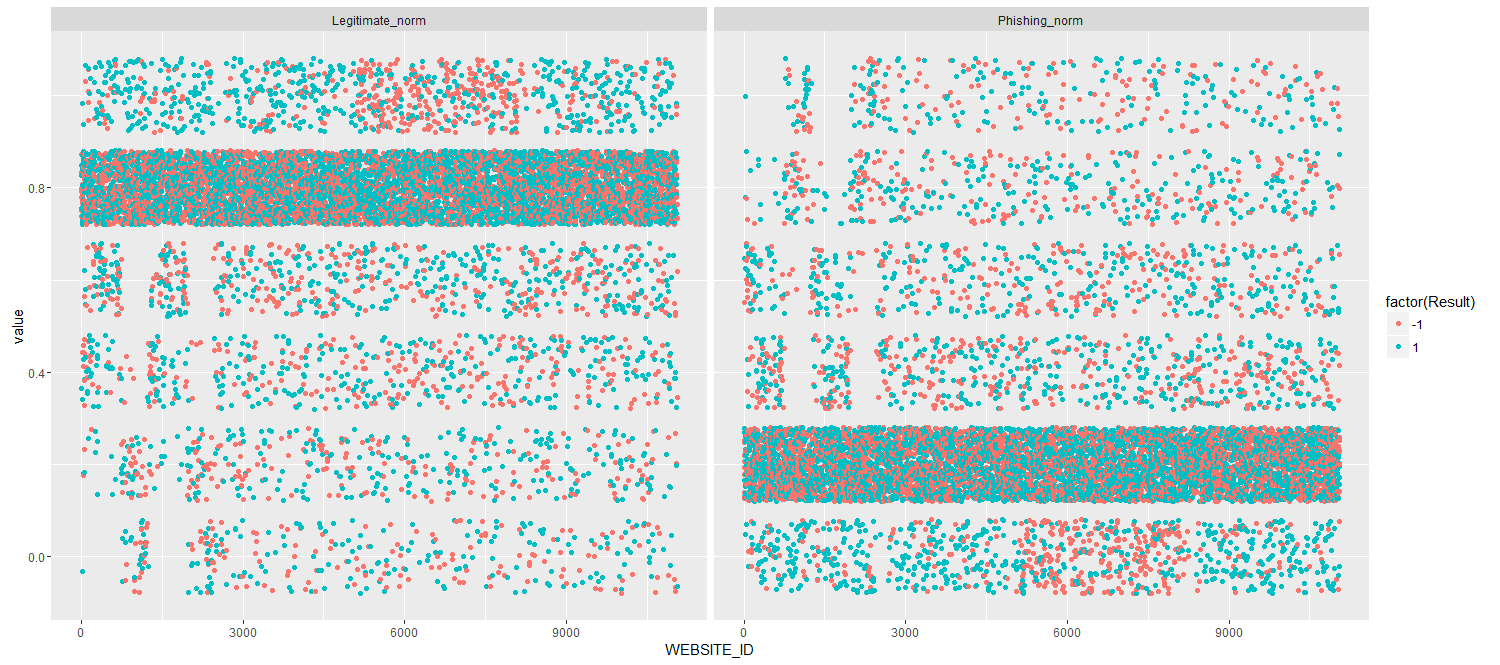 Legitimate_norm
Phishing_norm
value
0.8
0.4
0.0
0
3000
6000
9000
0
3000
6000
9000
WEBSITE_ID
factor(Result)
-1
1